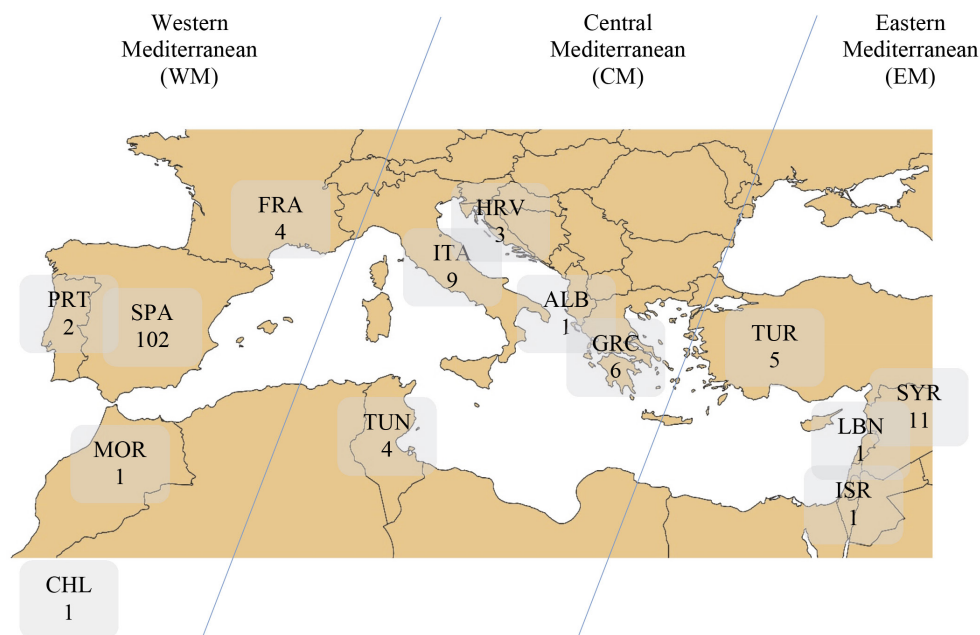 Western
Mediterranean
(WM)
Central
Mediterranean
(CM)
Eastern
Mediterranean
(EM)
FRA
4
HRV
3
ITA
9
PRT
2
SPA
102
ALB
1
GRC
6
TUR
5
SYR
11
LBN
1
TUN
4
MOR
1
ISR
1
CHL
1